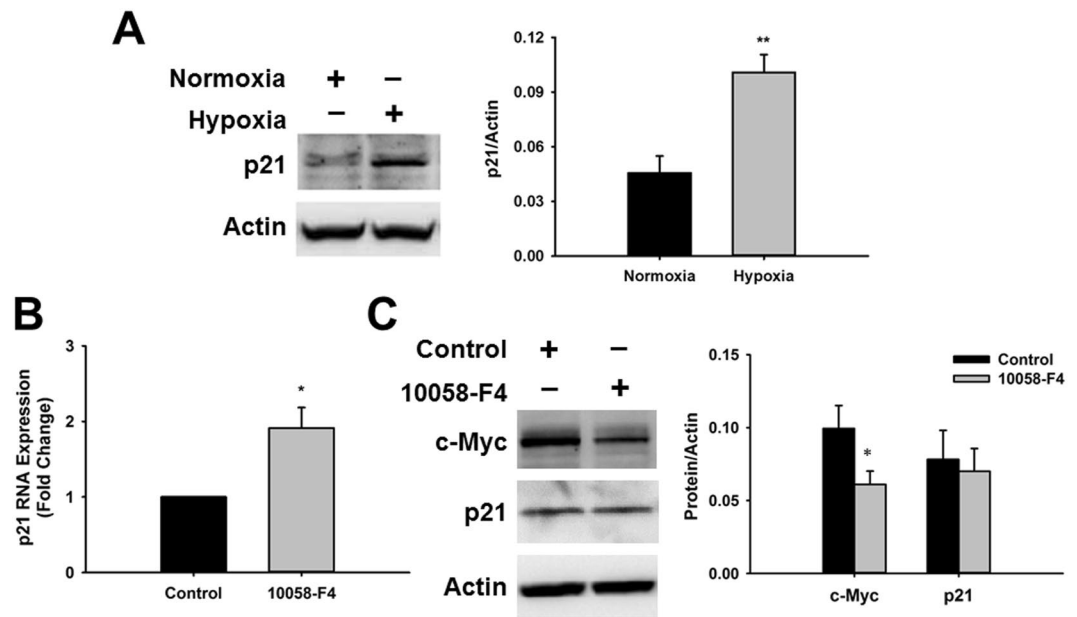 A
Normoxia + –
Hypoxia – +
p21
Actin
0.12
0.09
0.06
0.03
0.00
p21/Actin
**
Normoxia Hypoxia
B
3
2
1
0
p21 RNA Expression
(Fold Change)
*
Control 10058-F4
C
Control + –
10058-F4 – +
c-Myc
p21
Actin
0.15
0.10
0.05
0.00
Protein/Actin
Control
10058-F4
*
c-Myc p21